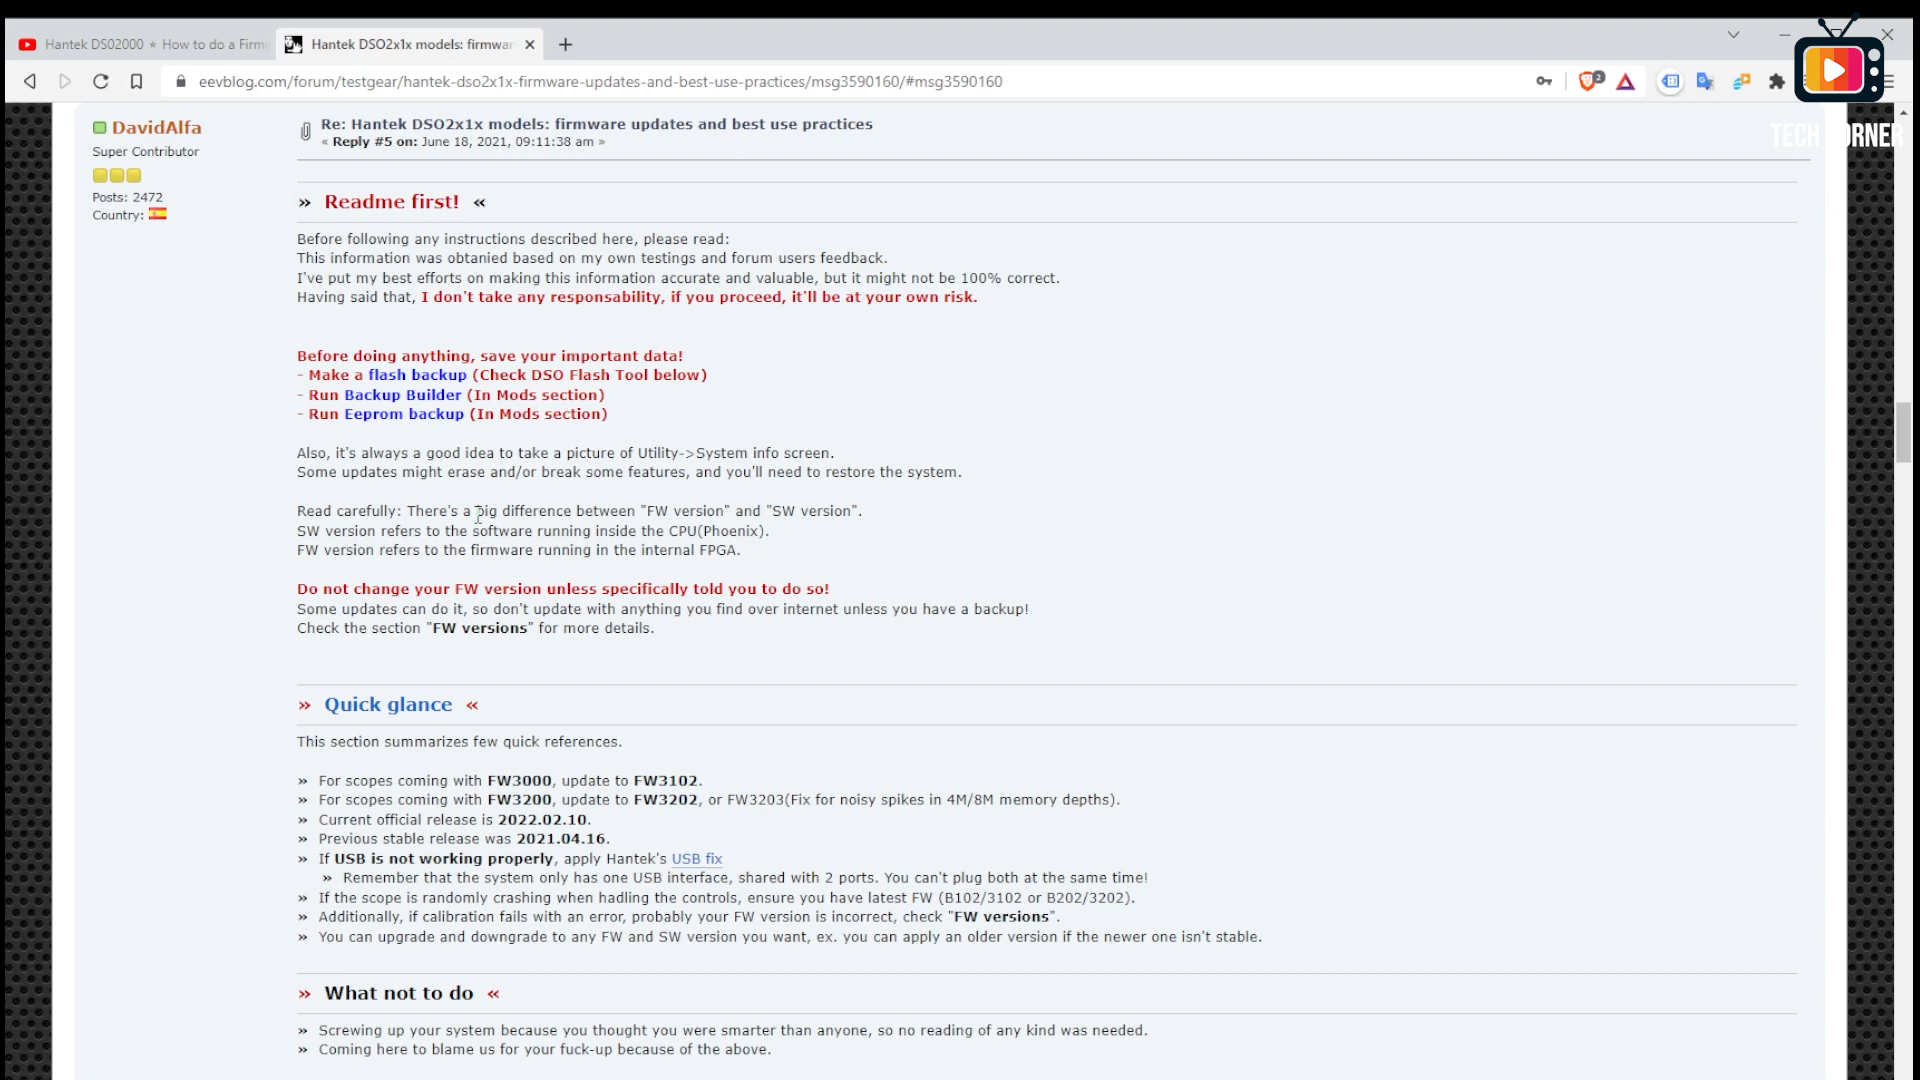 Hantek DS02000 ⭑ How to do a Firm
Hantek DSO2x1x models: firmwar
eevblog.com/forum/testgear/hantek-dso2x1x-firmware-updates-and-best-use-practices/msg3590160/#msg3590160
2
TECH CORNER
DavidAlfa
Super Contributor
Posts: 2472
Country:
Re: Hantek DSO2x1x models: firmware updates and best use practices
« Reply #5 on: June 18, 2021, 09:11:38 am »
» Readme first! «
Before following any instructions described here, please read:
This information was obtanied based on my own testings and forum users feedback.
I've put my best efforts on making this information accurate and valuable, but it might not be 100% correct.
Having said that, I don't take any responsability, if you proceed, it'll be at your own risk.
Before doing anything, save your important data!
- Make a flash backup (Check DSO Flash Tool below)
- Run Backup Builder (In Mods section)
- Run Eeprom backup (In Mods section)
Also, it's always a good idea to take a picture of Utility->System info screen.
Some updates might erase and/or break some features, and you'll need to restore the system.
Read carefully: There's a big difference between "FW version" and "SW version".
SW version refers to the software running inside the CPU(Phoenix).
FW version refers to the firmware running in the internal FPGA.
Do not change your FW version unless specifically told you to do so!
Some updates can do it, so don't update with anything you find over internet unless you have a backup!
Check the section "FW versions" for more details.
» Quick glance «
This section summarizes few quick references.
» For scopes coming with FW3000, update to FW3102.
» For scopes coming with FW3200, update to FW3202, or FW3203(Fix for noisy spikes in 4M/8M memory depths).
» Current official release is 2022.02.10.
» Previous stable release was 2021.04.16.
» If USB is not working properly, apply Hantek's USB fix
» Remember that the system only has one USB interface, shared with 2 ports. You can't plug both at the same time!
» If the scope is randomly crashing when hadling the controls, ensure you have latest FW (B102/3102 or B202/3202).
» Additionally, if calibration fails with an error, probably your FW version is incorrect, check "FW versions".
» You can upgrade and downgrade to any FW and SW version you want, ex. you can apply an older version if the newer one isn't stable.
» What not to do «
» Screwing up your system because you thought you were smarter than anyone, so no reading of any kind was needed.
» Coming here to blame us for your fuck-up because of the above.